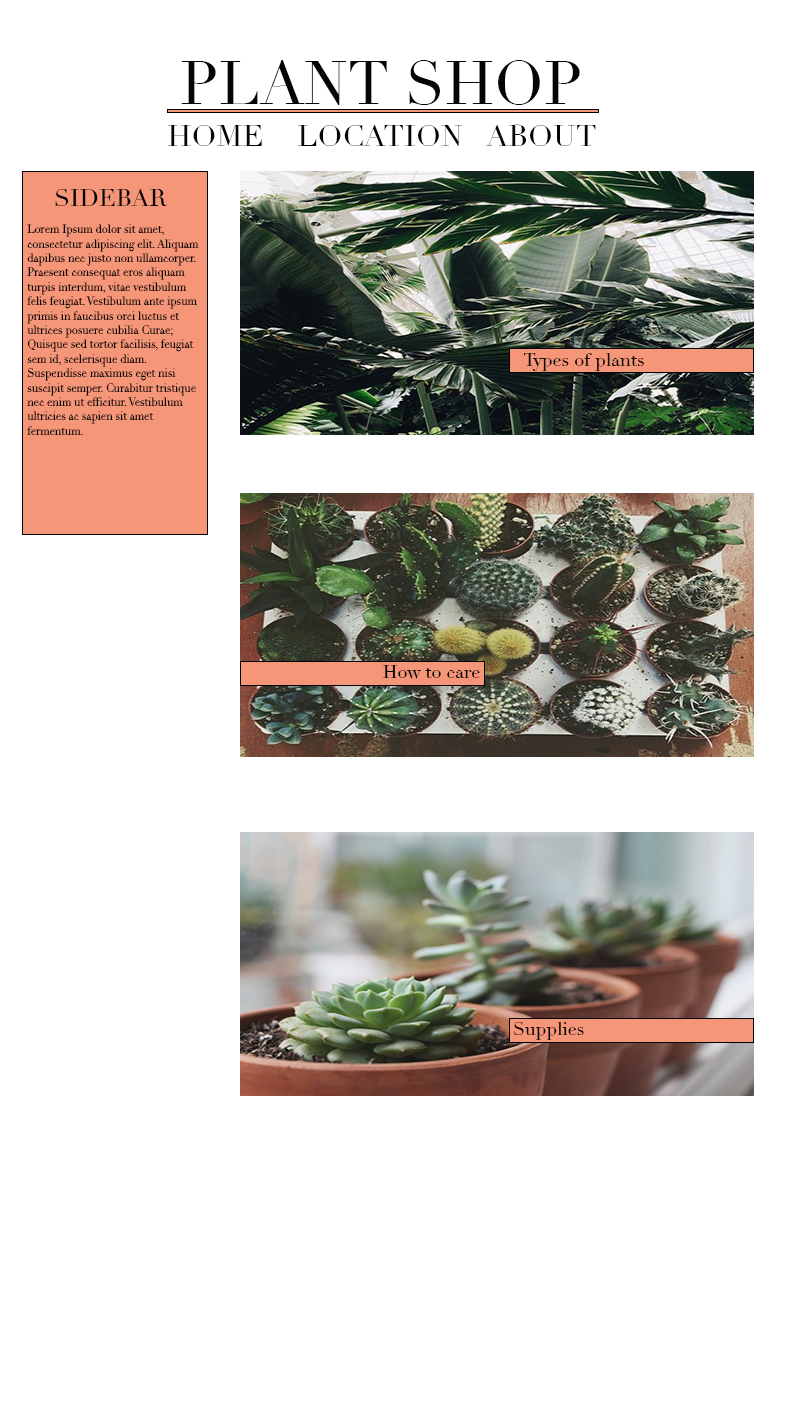 PLANT SHOP
HOME LOCATION ABOUT
SIDEBAR
Lorem Ipsum dolor sit amet,
consectetur adipiscing elit. Aliquam
dapibus nec justo non ullamcorper.
Praesent consequat eros aliquam
turpis interdum, vitae vestibulum
felis feugiat. Vestibulum ante ipsum
primis in faucibus orci luctus et
ultrices posuere cubilia Curae;
Quisque sed tortor facilisis, feugiat
sem id, scelerisque diam.
Suspendisse maximus eget nisi
suscipit semper. Curabitur tristique
nec enim ut efficitur. Vestibulum
ultricies ac sapien sit amet
fermentum.
Types of plants
How to care
Supplies